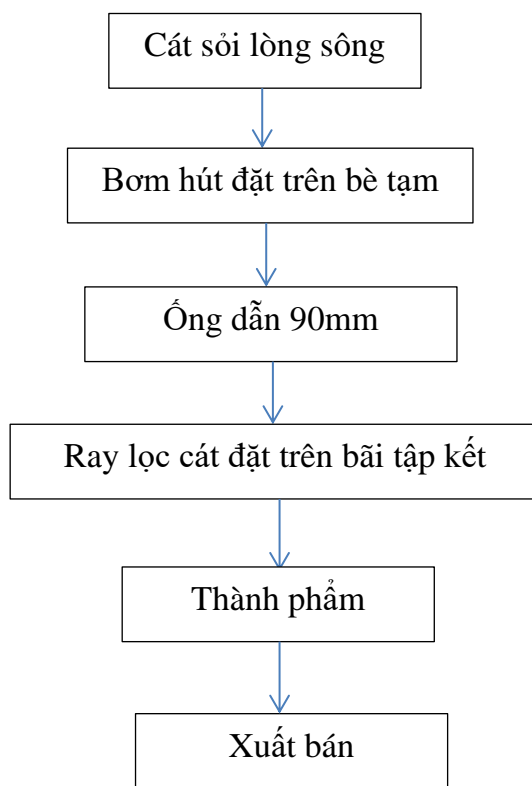 Cát sỏi lòng sông
Bơm hút đặt trên bè tạm
Ống dẫn 90mm
Ray lọc cát đặt trên bãi tập kết
Thành phẩm
Xuất bán